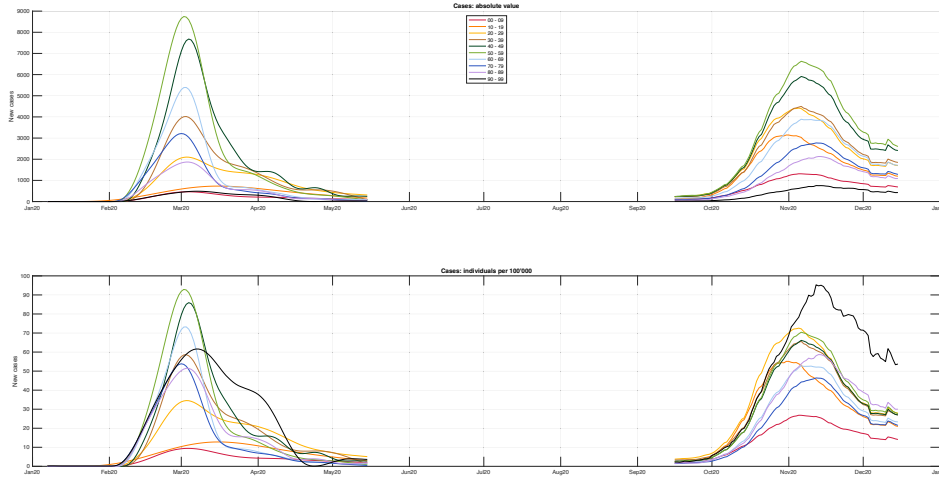 Cases: absolute value
9000
8000
7000
6000
5000
4000
3000
2000
1000
0
New cases
00 - 09
10 - 19
20 - 29
30 - 39
40 - 49
50 - 59
60 - 69
70 - 79
80 - 89
90 - 99
Jan20 Feb20 Mar20 Apr20 May20 Jun20 Jul20 Aug20 Sep20 Oct20 Nov20 Dec20 Jan
Cases: individuals per 100'000
100
90
80
70
60
50
40
30
20
10
0
New cases
Jan20 Feb20 Mar20 Apr20 May20 Jun20 Jul20 Aug20 Sep20 Oct20 Nov20 Dec20 Jan